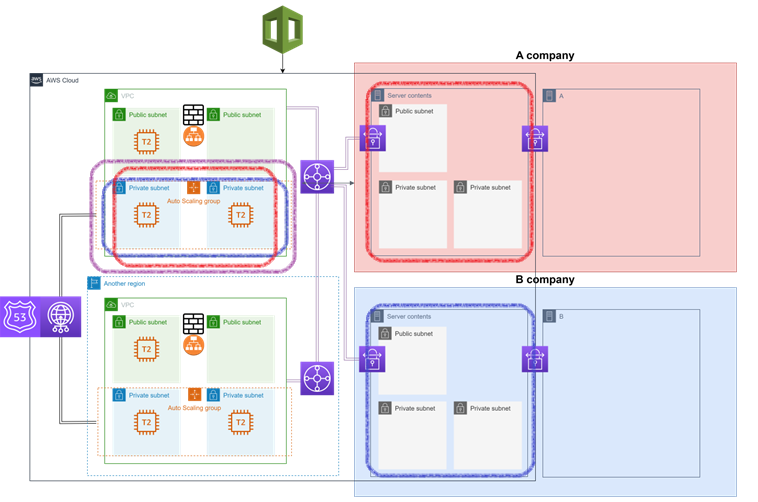 A company
aws
AWS Cloud
VPC
Public subnet
Public subnet
T2
Private subnet
Private subnet
Auto Scaling group
T2
T2
Server contents
Public subnet
Private subnet
Private subnet
A
B company
Another region
VPC
Public subnet
Public subnet
T2
Private subnet
Private subnet
Auto Scaling group
T2
T2
53
Server contents
Public subnet
Private subnet
Private subnet
B